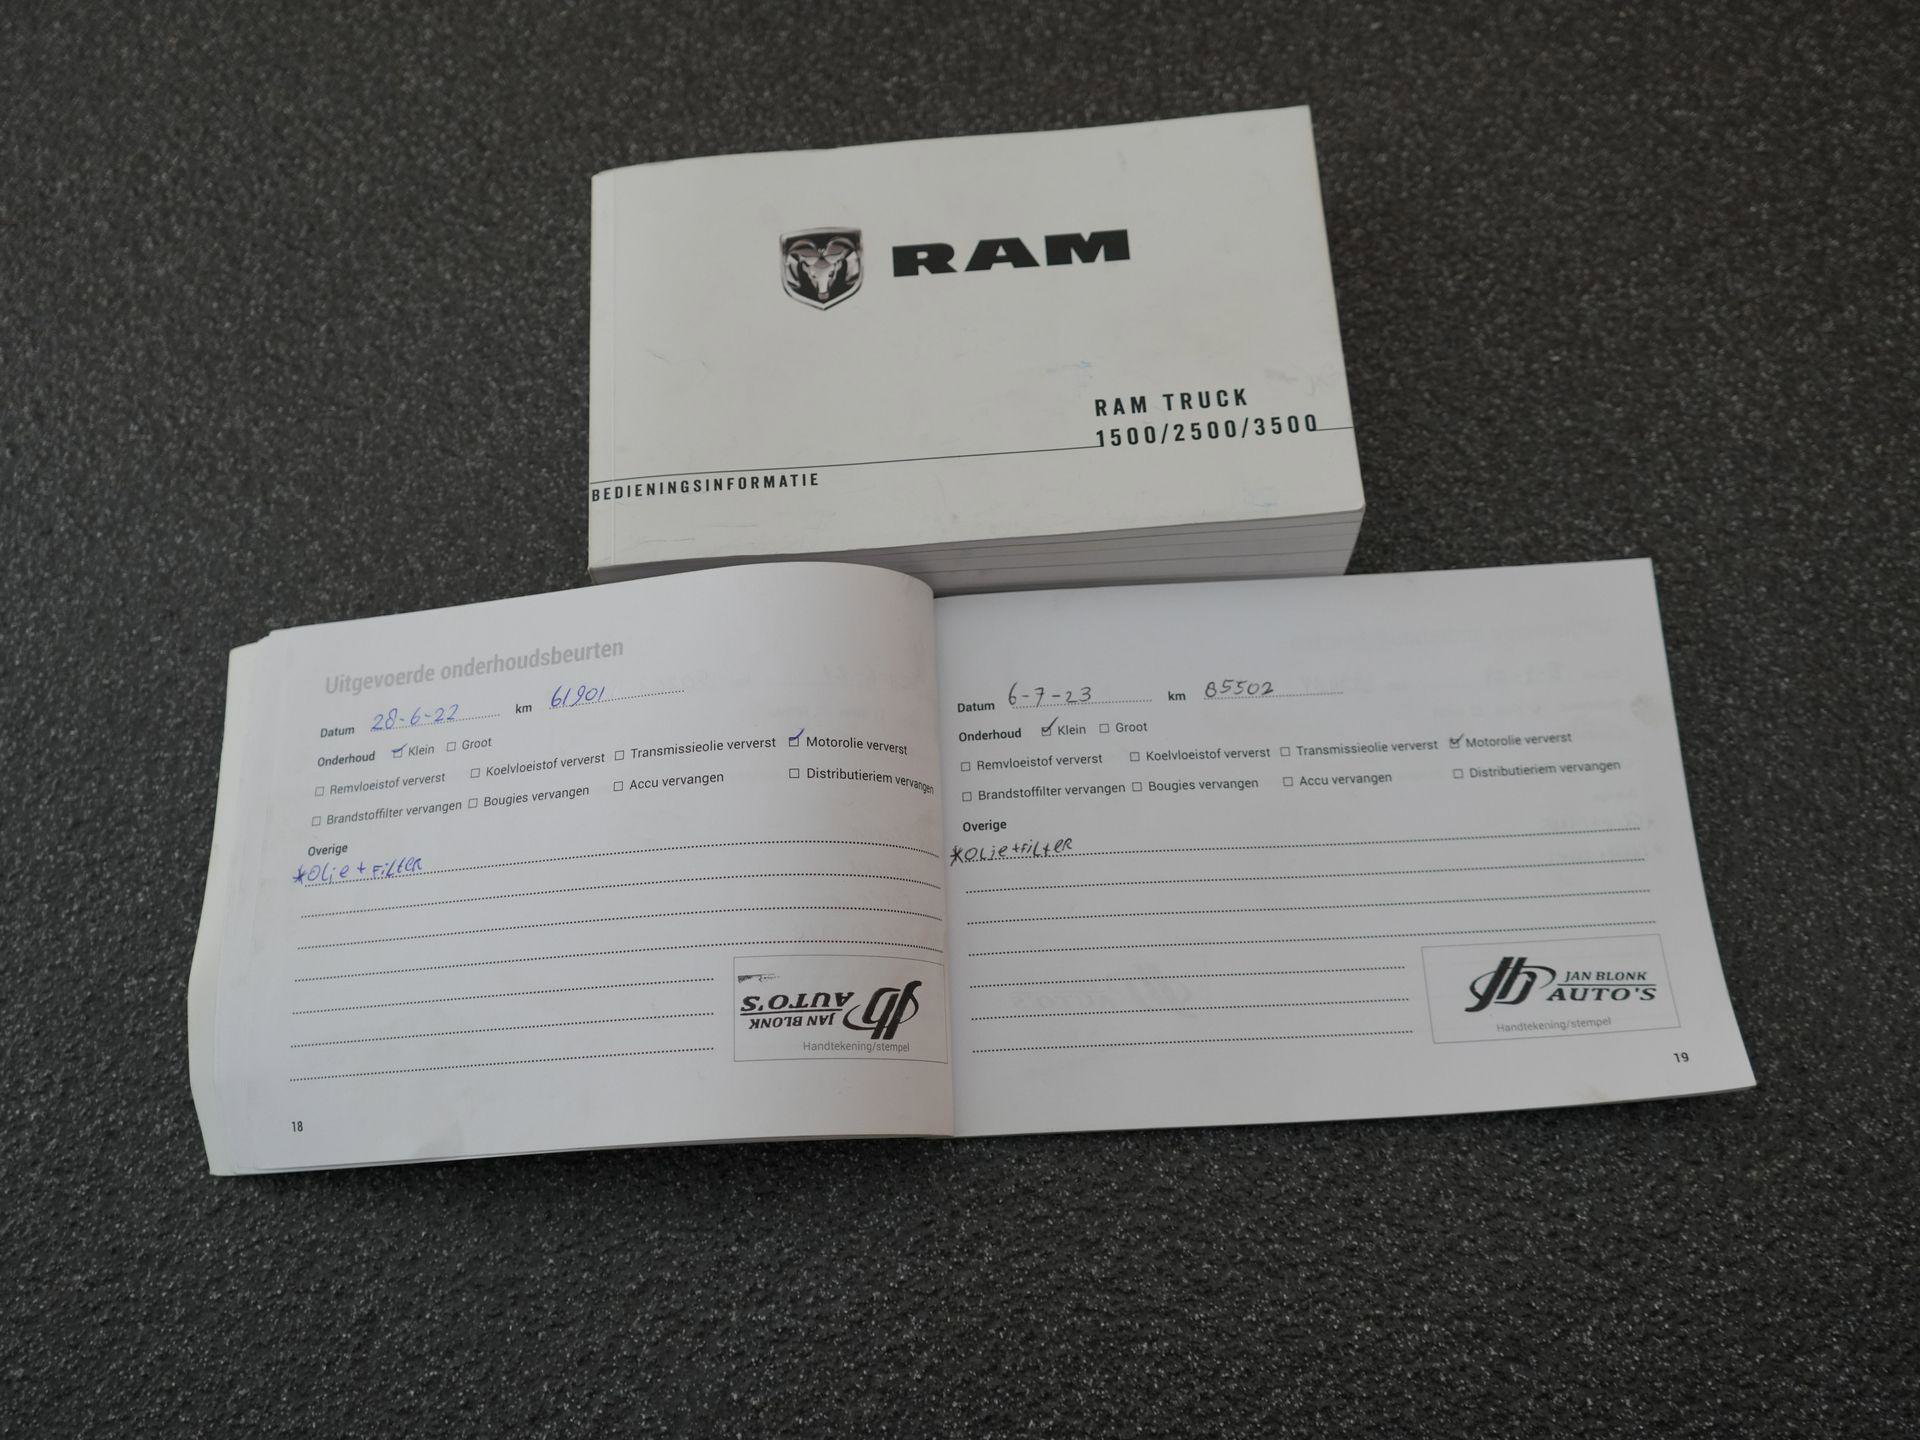 RAM
RAM TRUCK
1500/2500/3500
BEDIENINGSINFORMATIE
Uitgevoerde onderhoudsbeurten
Datum 28-6-22 km 61901
Onderhoud Klein Groot
Remvloeistof ververst Koelvloeistof ververst Transmissieolie ververst Motorolie ververst
Brandstoffilter vervangen Bougies vervangen Accu vervangen Distributieriem vervangen
Overige
*Olie + Filter
JAN BLONK
AUTO'S
Handtekening/stempel
18
Datum 6-7-23 km 85502
Onderhoud Klein Groot
Remvloeistof ververst Koelvloeistof ververst Transmissieolie ververst Motorolie ververst
Brandstoffilter vervangen Bougies vervangen Accu vervangen Distributieriem vervangen
Overige
*Olie + Filter
JAN BLONK
AUTO'S
Handtekening/stempel
19